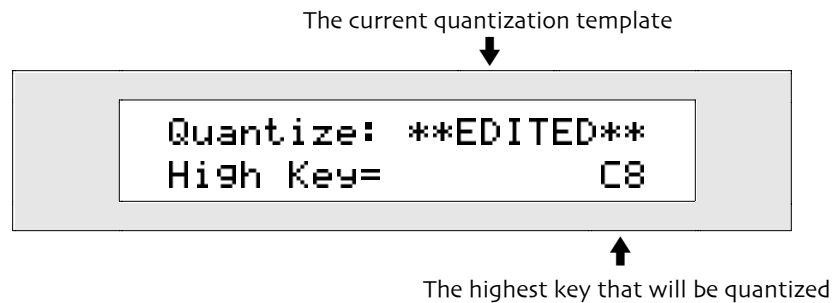 The current quantization template
Quantize: **EDITED**
High Key= C8
The highest key that will be quantized